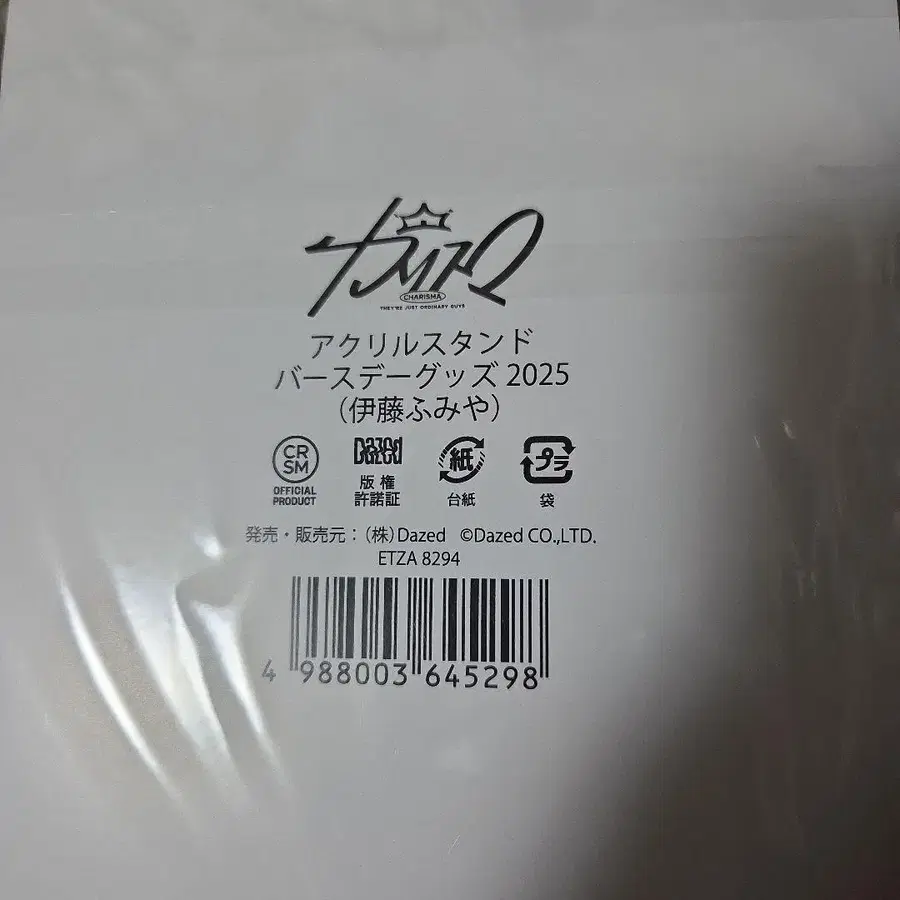 カリスマ
CHARISMA
THEY'RE JUST ORDINARY GUYS
アクリルスタンド
バースデーグッズ 2025
（伊藤ふみや）
CR
SM
OFFICIAL
PRODUCT
Dazed
版 権
許諾証
紙
台紙
プラ
袋
発売・販売元：（株）Dazed ©Dazed CO.,LTD.
ETZA 8294
4 988003 645298